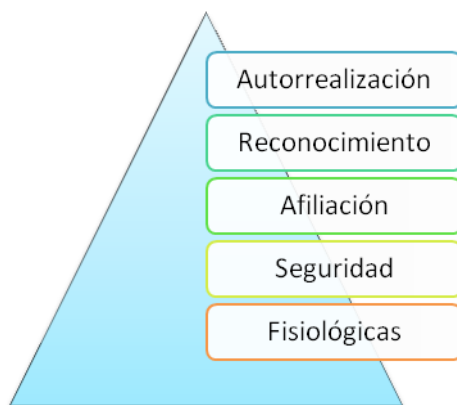 Autorrealización
Reconocimiento
Afiliación
Seguridad
Fisiológicas